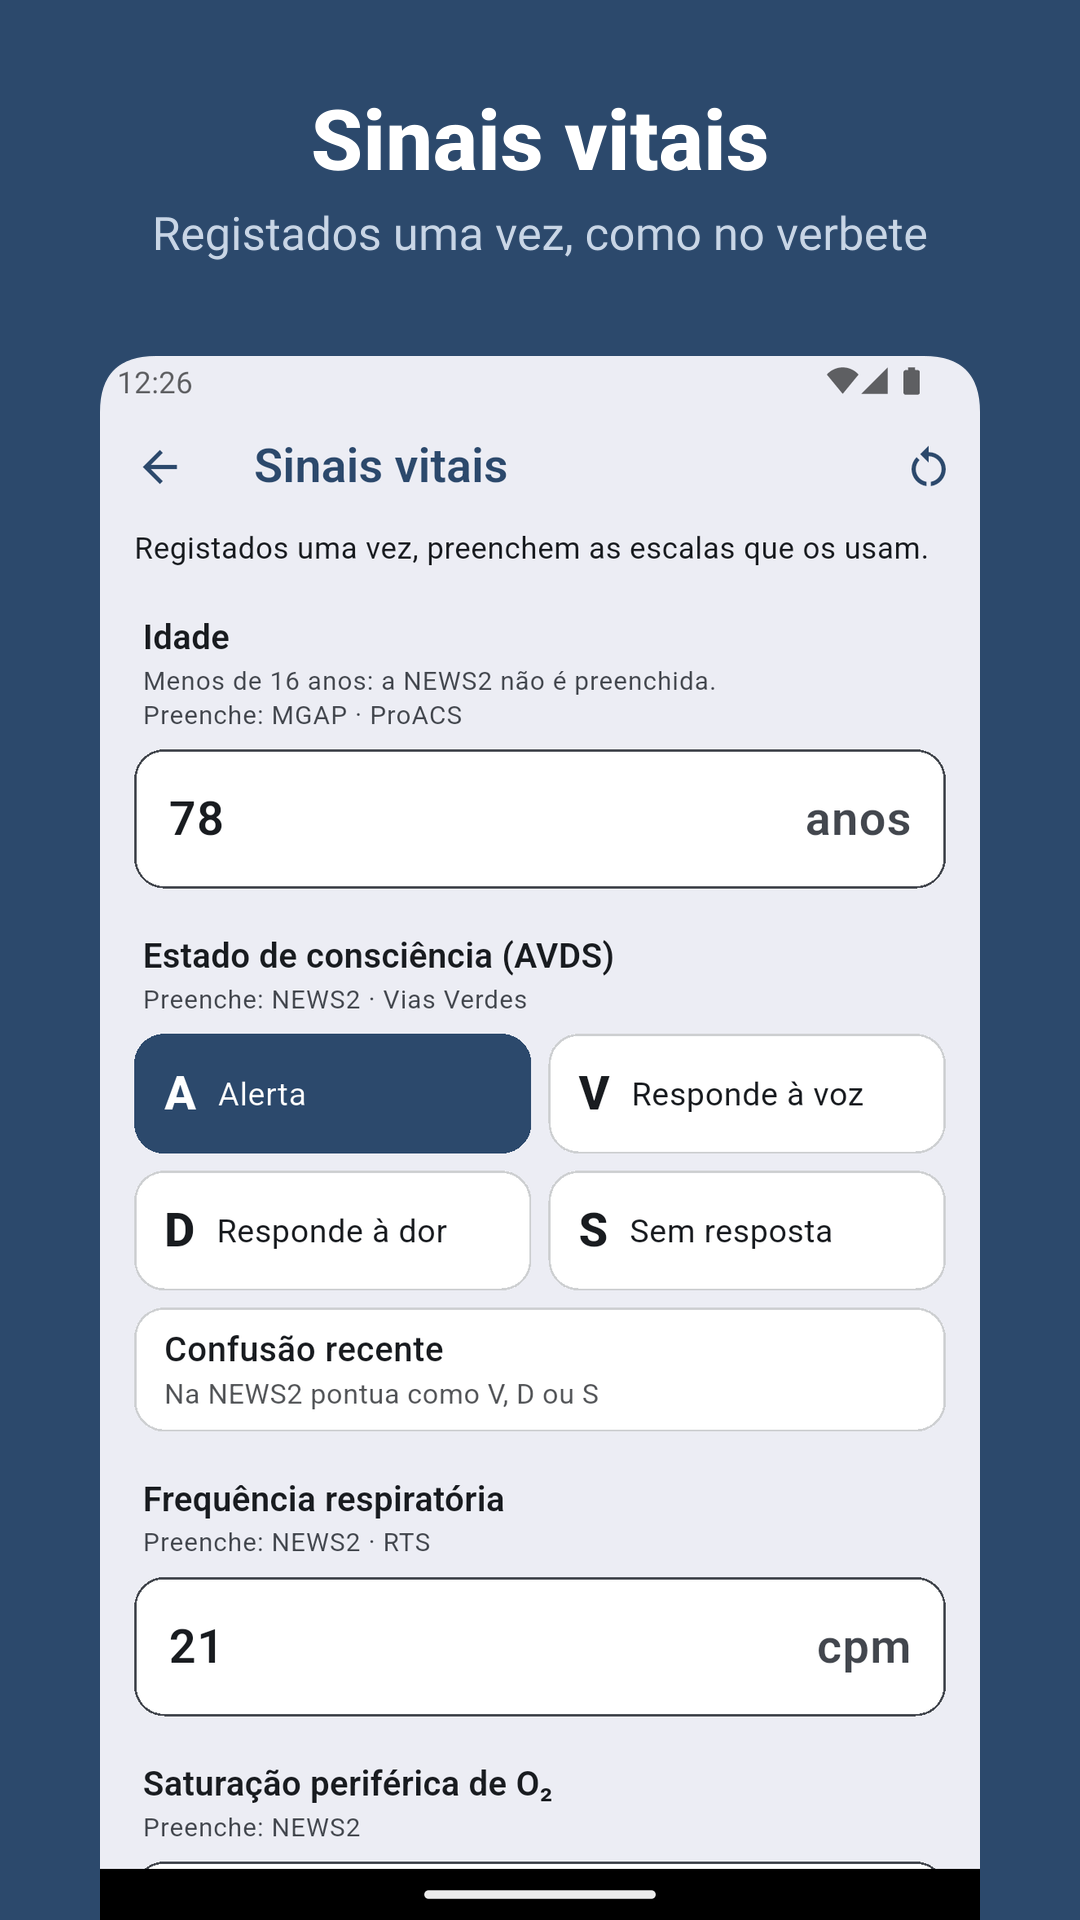 Sinais vitais
Registados uma vez, como no verbete
12:26
Sinais vitais
Registados uma vez, preenchem as escalas que os usam.
Idade
Menos de 16 anos: a NEWS2 não é preenchida.
Preenche: MGAP · ProACS
78 anos
Estado de consciência (AVDS)
Preenche: NEWS2 · Vias Verdes
A Alerta
V Responde à voz
D Responde à dor
S Sem resposta
Confusão recente
Na NEWS2 pontua como V, D ou S
Frequência respiratória
Preenche: NEWS2 · RTS
21 cpm
Saturação periférica de O₂
Preenche: NEWS2